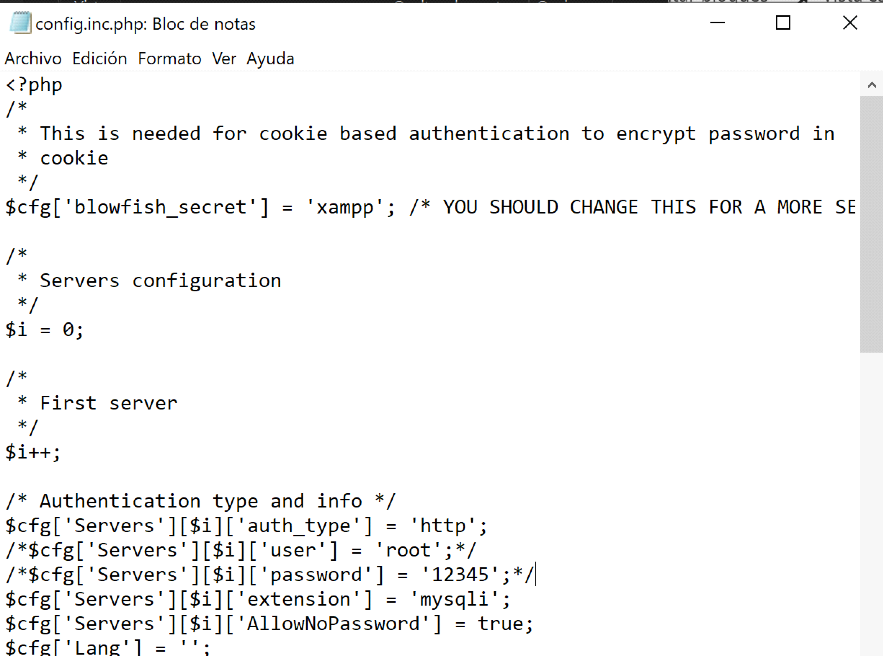 config.inc.php: Bloc de notas
Archivo Edición Formato Ver Ayuda
<?php
/*
 * This is needed for cookie based authentication to encrypt password in
 * cookie
 */
$cfg['blowfish_secret'] = 'xampp'; /* YOU SHOULD CHANGE THIS FOR A MORE SE

/*
 * Servers configuration
 */
$i = 0;

/*
 * First server
 */
$i++;

/* Authentication type and info */
$cfg['Servers'][$i]['auth_type'] = 'http';
/*$cfg['Servers'][$i]['user'] = 'root';*/
/*$cfg['Servers'][$i]['password'] = '12345';*/
$cfg['Servers'][$i]['extension'] = 'mysqli';
$cfg['Servers'][$i]['AllowNoPassword'] = true;
$cfg['Lang'] = '';